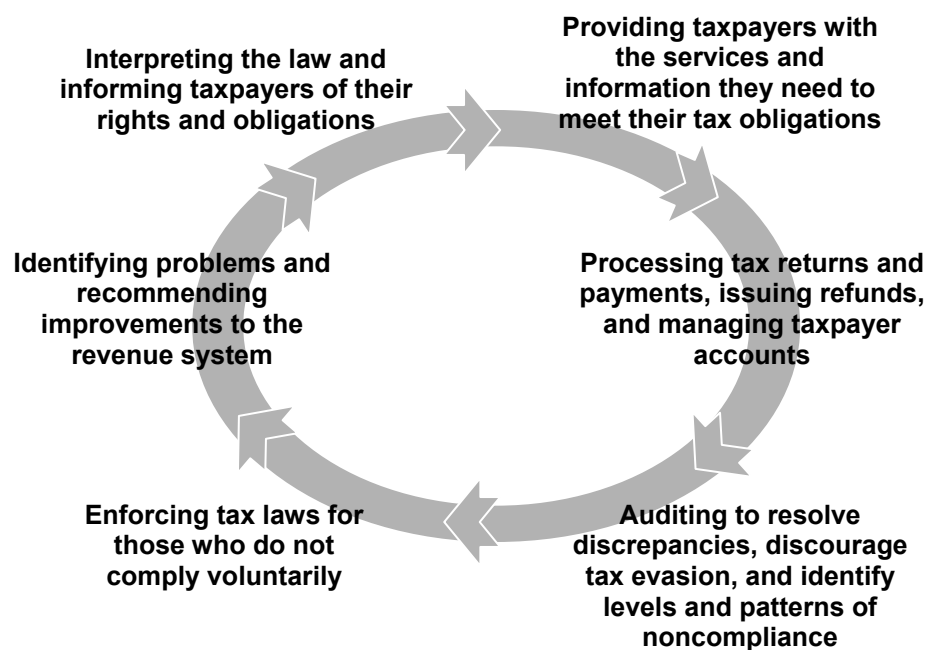 Interpreting the law and
informing taxpayers of their
rights and obligations
Providing taxpayers with
the services and
information they need to
meet their tax obligations
Processing tax returns and
payments, issuing refunds,
and managing taxpayer
accounts
Auditing to resolve
discrepancies, discourage
tax evasion, and identify
levels and patterns of
noncompliance
Enforcing tax laws for
those who do not
comply voluntarily
Identifying problems and
recommending
improvements to the
revenue system